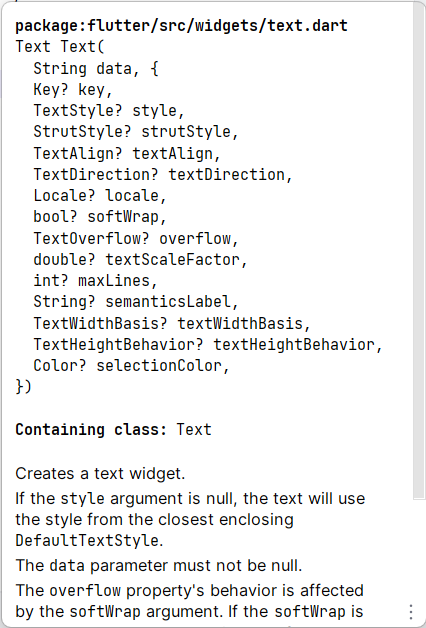 package:flutter/src/widgets/text.dart
Text Text(
  String data, {
  Key? key,
  TextStyle? style,
  StrutStyle? strutStyle,
  TextAlign? textAlign,
  TextDirection? textDirection,
  Locale? locale,
  bool? softWrap,
  TextOverflow? overflow,
  double? textScaleFactor,
  int? maxLines,
  String? semanticsLabel,
  TextWidthBasis? textWidthBasis,
  TextHeightBehavior? textHeightBehavior,
  Color? selectionColor,
})
Containing class: Text
Creates a text widget.
If the style argument is null, the text will use
the style from the closest enclosing
DefaultTextStyle.
The data parameter must not be null.
The overflow property's behavior is affected
by the softWrap argument. If the softWrap is